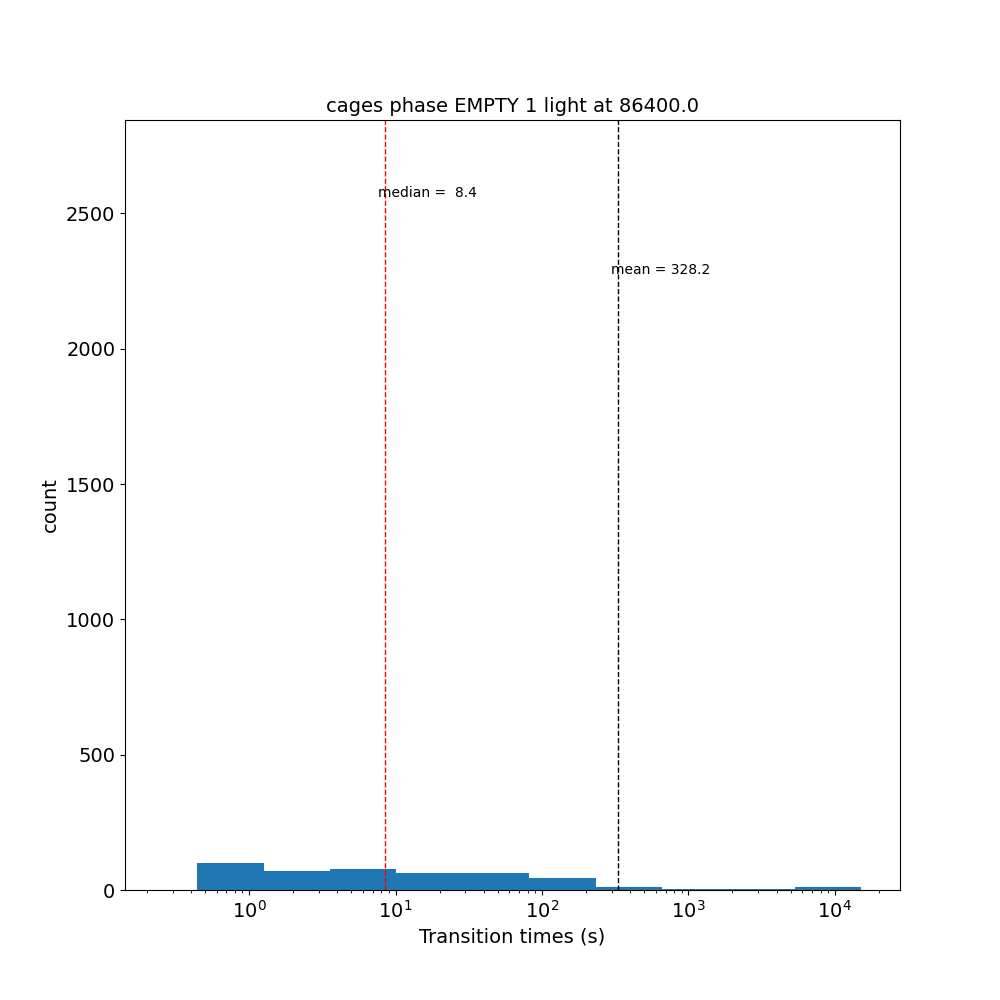 cages phase EMPTY 1 light at 86400.0
median =  8.4
mean = 328.2
count
2500
2000
1500
1000
500
0
10⁰ 10¹ 10² 10³ 10⁴
Transition times (s)